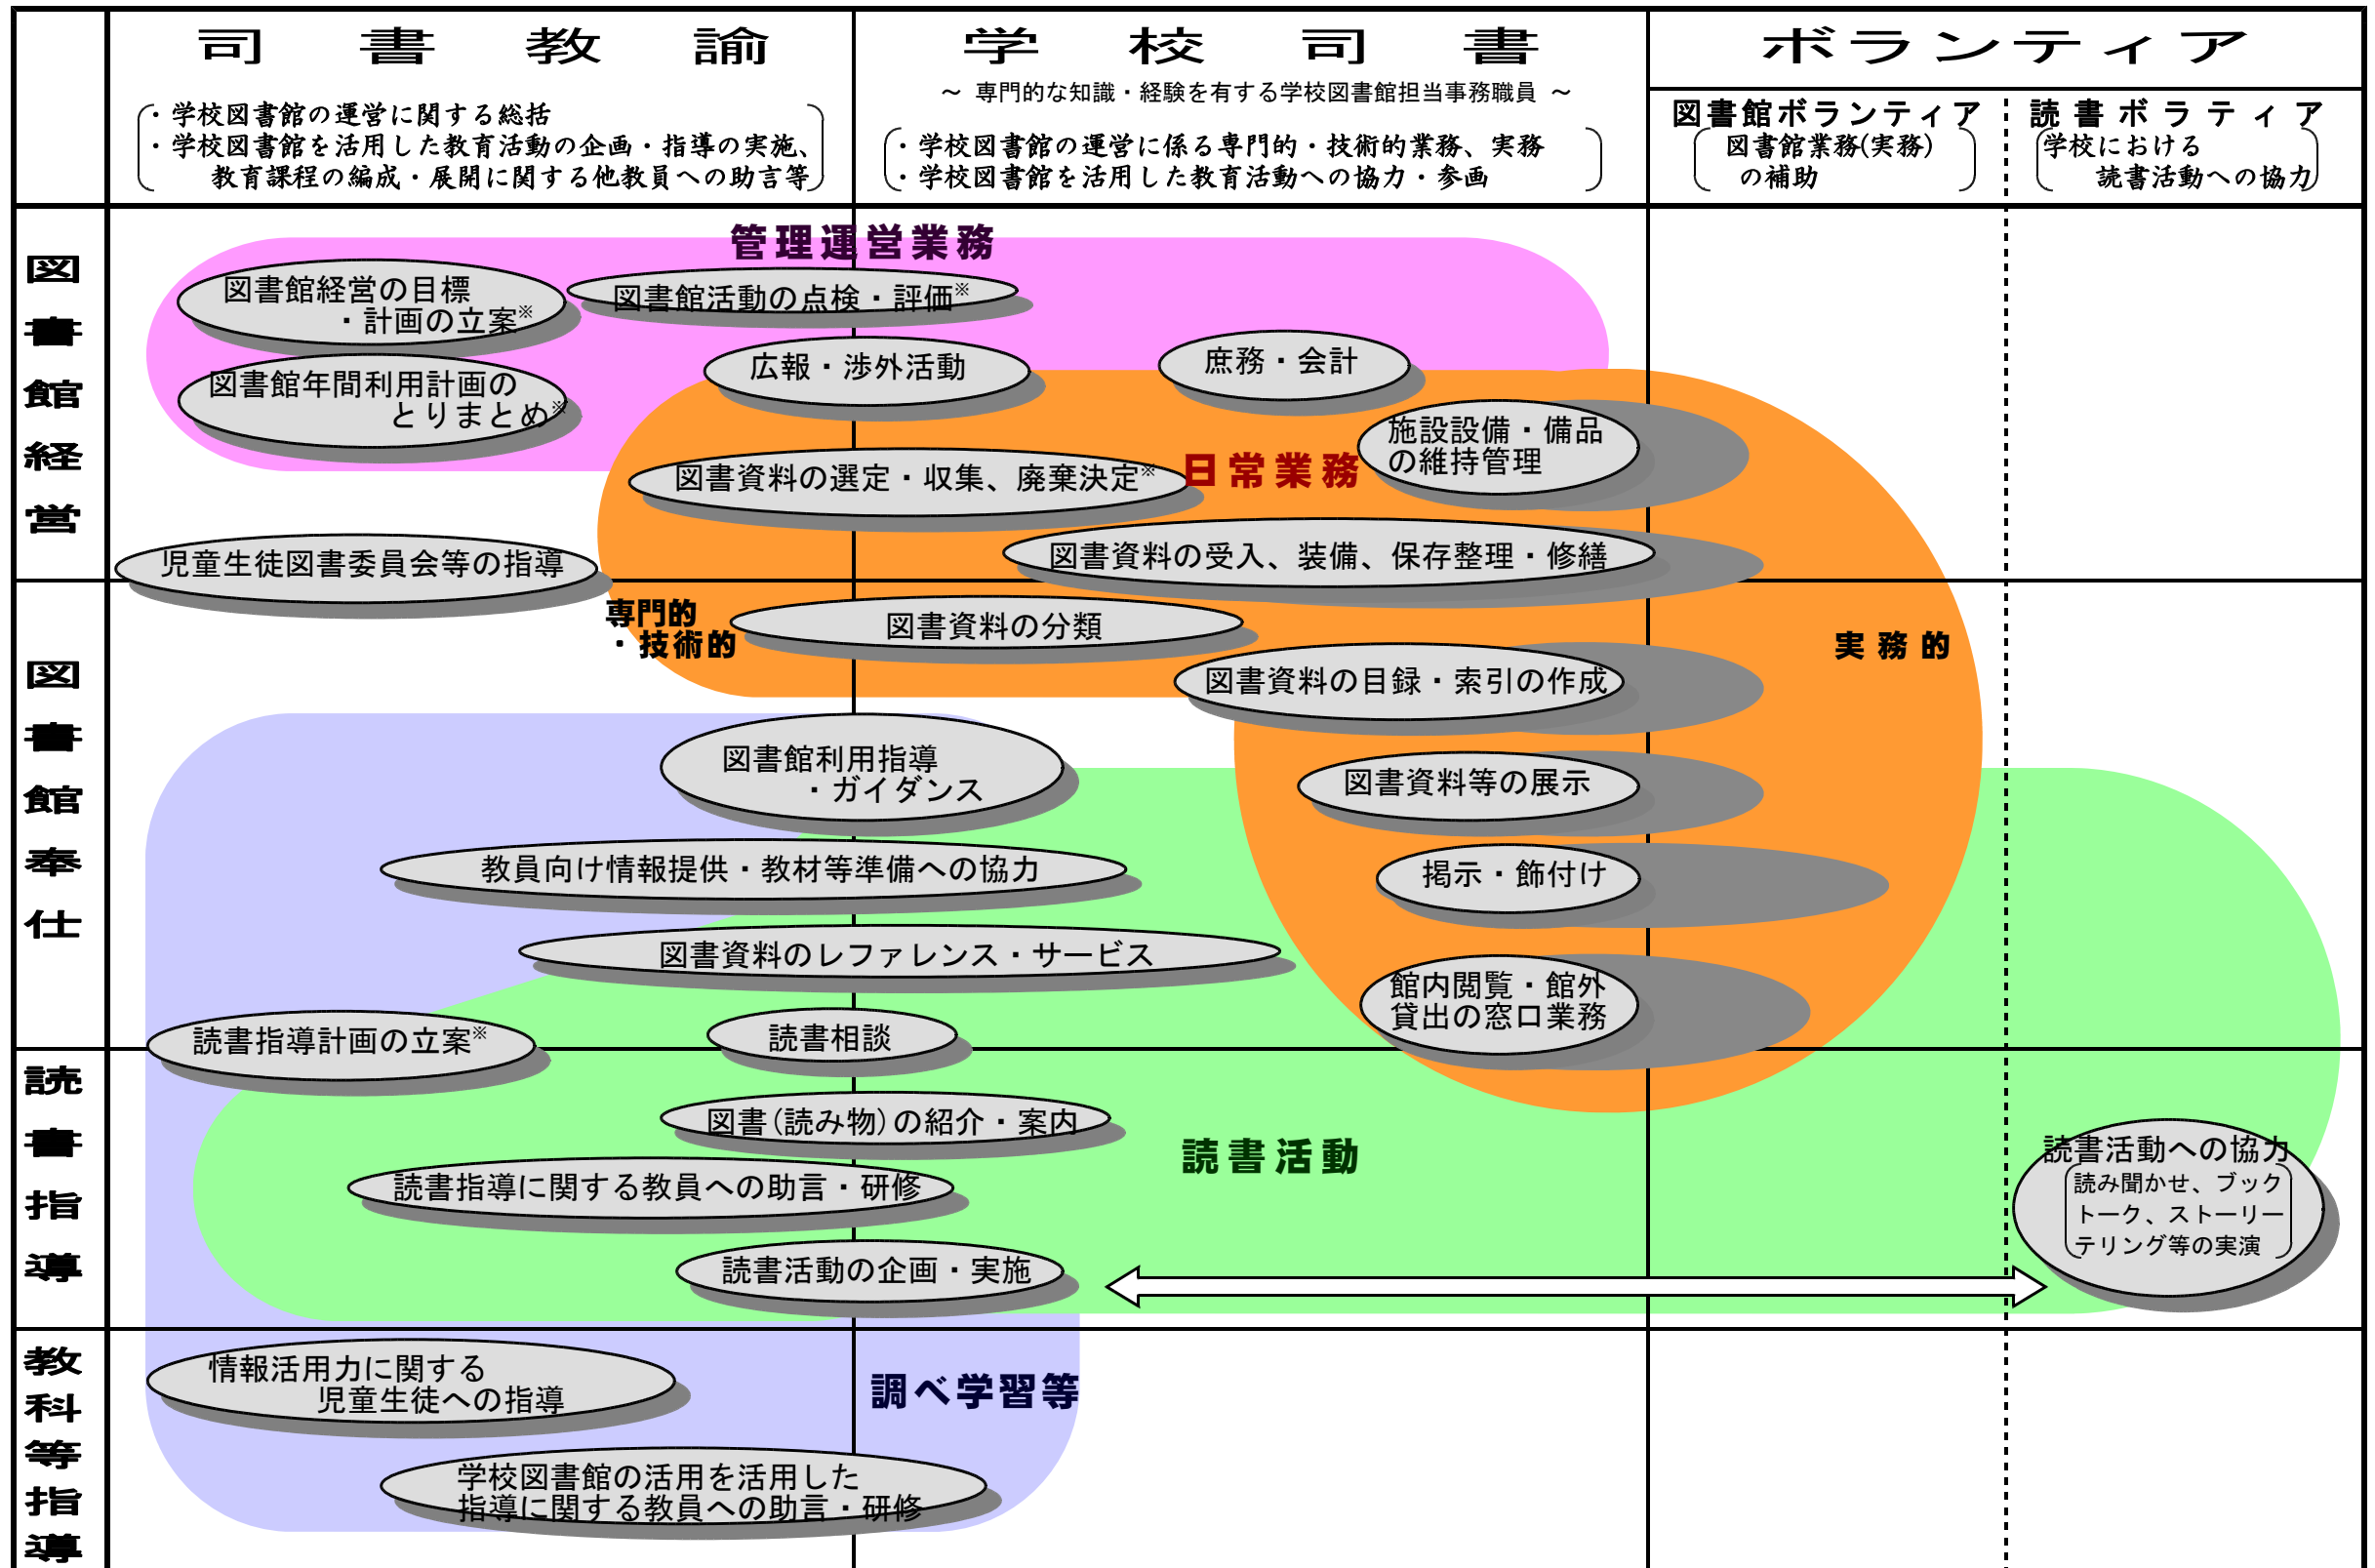 司書教諭
・学校図書館の運営に関する総括
・学校図書館を活用した教育活動の企画・指導の実施、
教育課程の編成・展開に関する他教員への助言等
学校司書
～ 専門的な知識・経験を有する学校図書館担当事務職員 ～
・学校図書館の運営に係る専門的・技術的業務、実務
・学校図書館を活用した教育活動への協力・参画
ボランティア
図書館ボランティア
図書館業務(実務)
の補助
読書ボラティア
学校における
読書活動への協力
図書館経営
管理運営業務
図書館経営の目標
・計画の立案※
図書館活動の点検・評価※
図書館年間利用計画の
とりまとめ※
広報・渉外活動
庶務・会計
施設設備・備品
の維持管理
図書資料の選定・収集、廃棄決定※
日常業務
図書資料の受入、装備、保存整理・修繕
児童生徒図書委員会等の指導
図書館奉仕
専門的
・技術的
実務的
図書資料の分類
図書資料の目録・索引の作成
図書館利用指導
・ガイダンス
図書資料等の展示
教員向け情報提供・教材等準備への協力
掲示・飾付け
図書資料のレファレンス・サービス
館内閲覧・館外
貸出の窓口業務
読書指導計画の立案※
読書相談
読書指導
図書(読み物)の紹介・案内
読書活動
読書指導に関する教員への助言・研修
読書活動の企画・実施
読書活動への協力
読み聞かせ、ブック
トーク、ストーリー
テリング等の実演
教科等指導
情報活用力に関する
児童生徒への指導
調べ学習等
学校図書館の活用を活用した
指導に関する教員への助言・研修